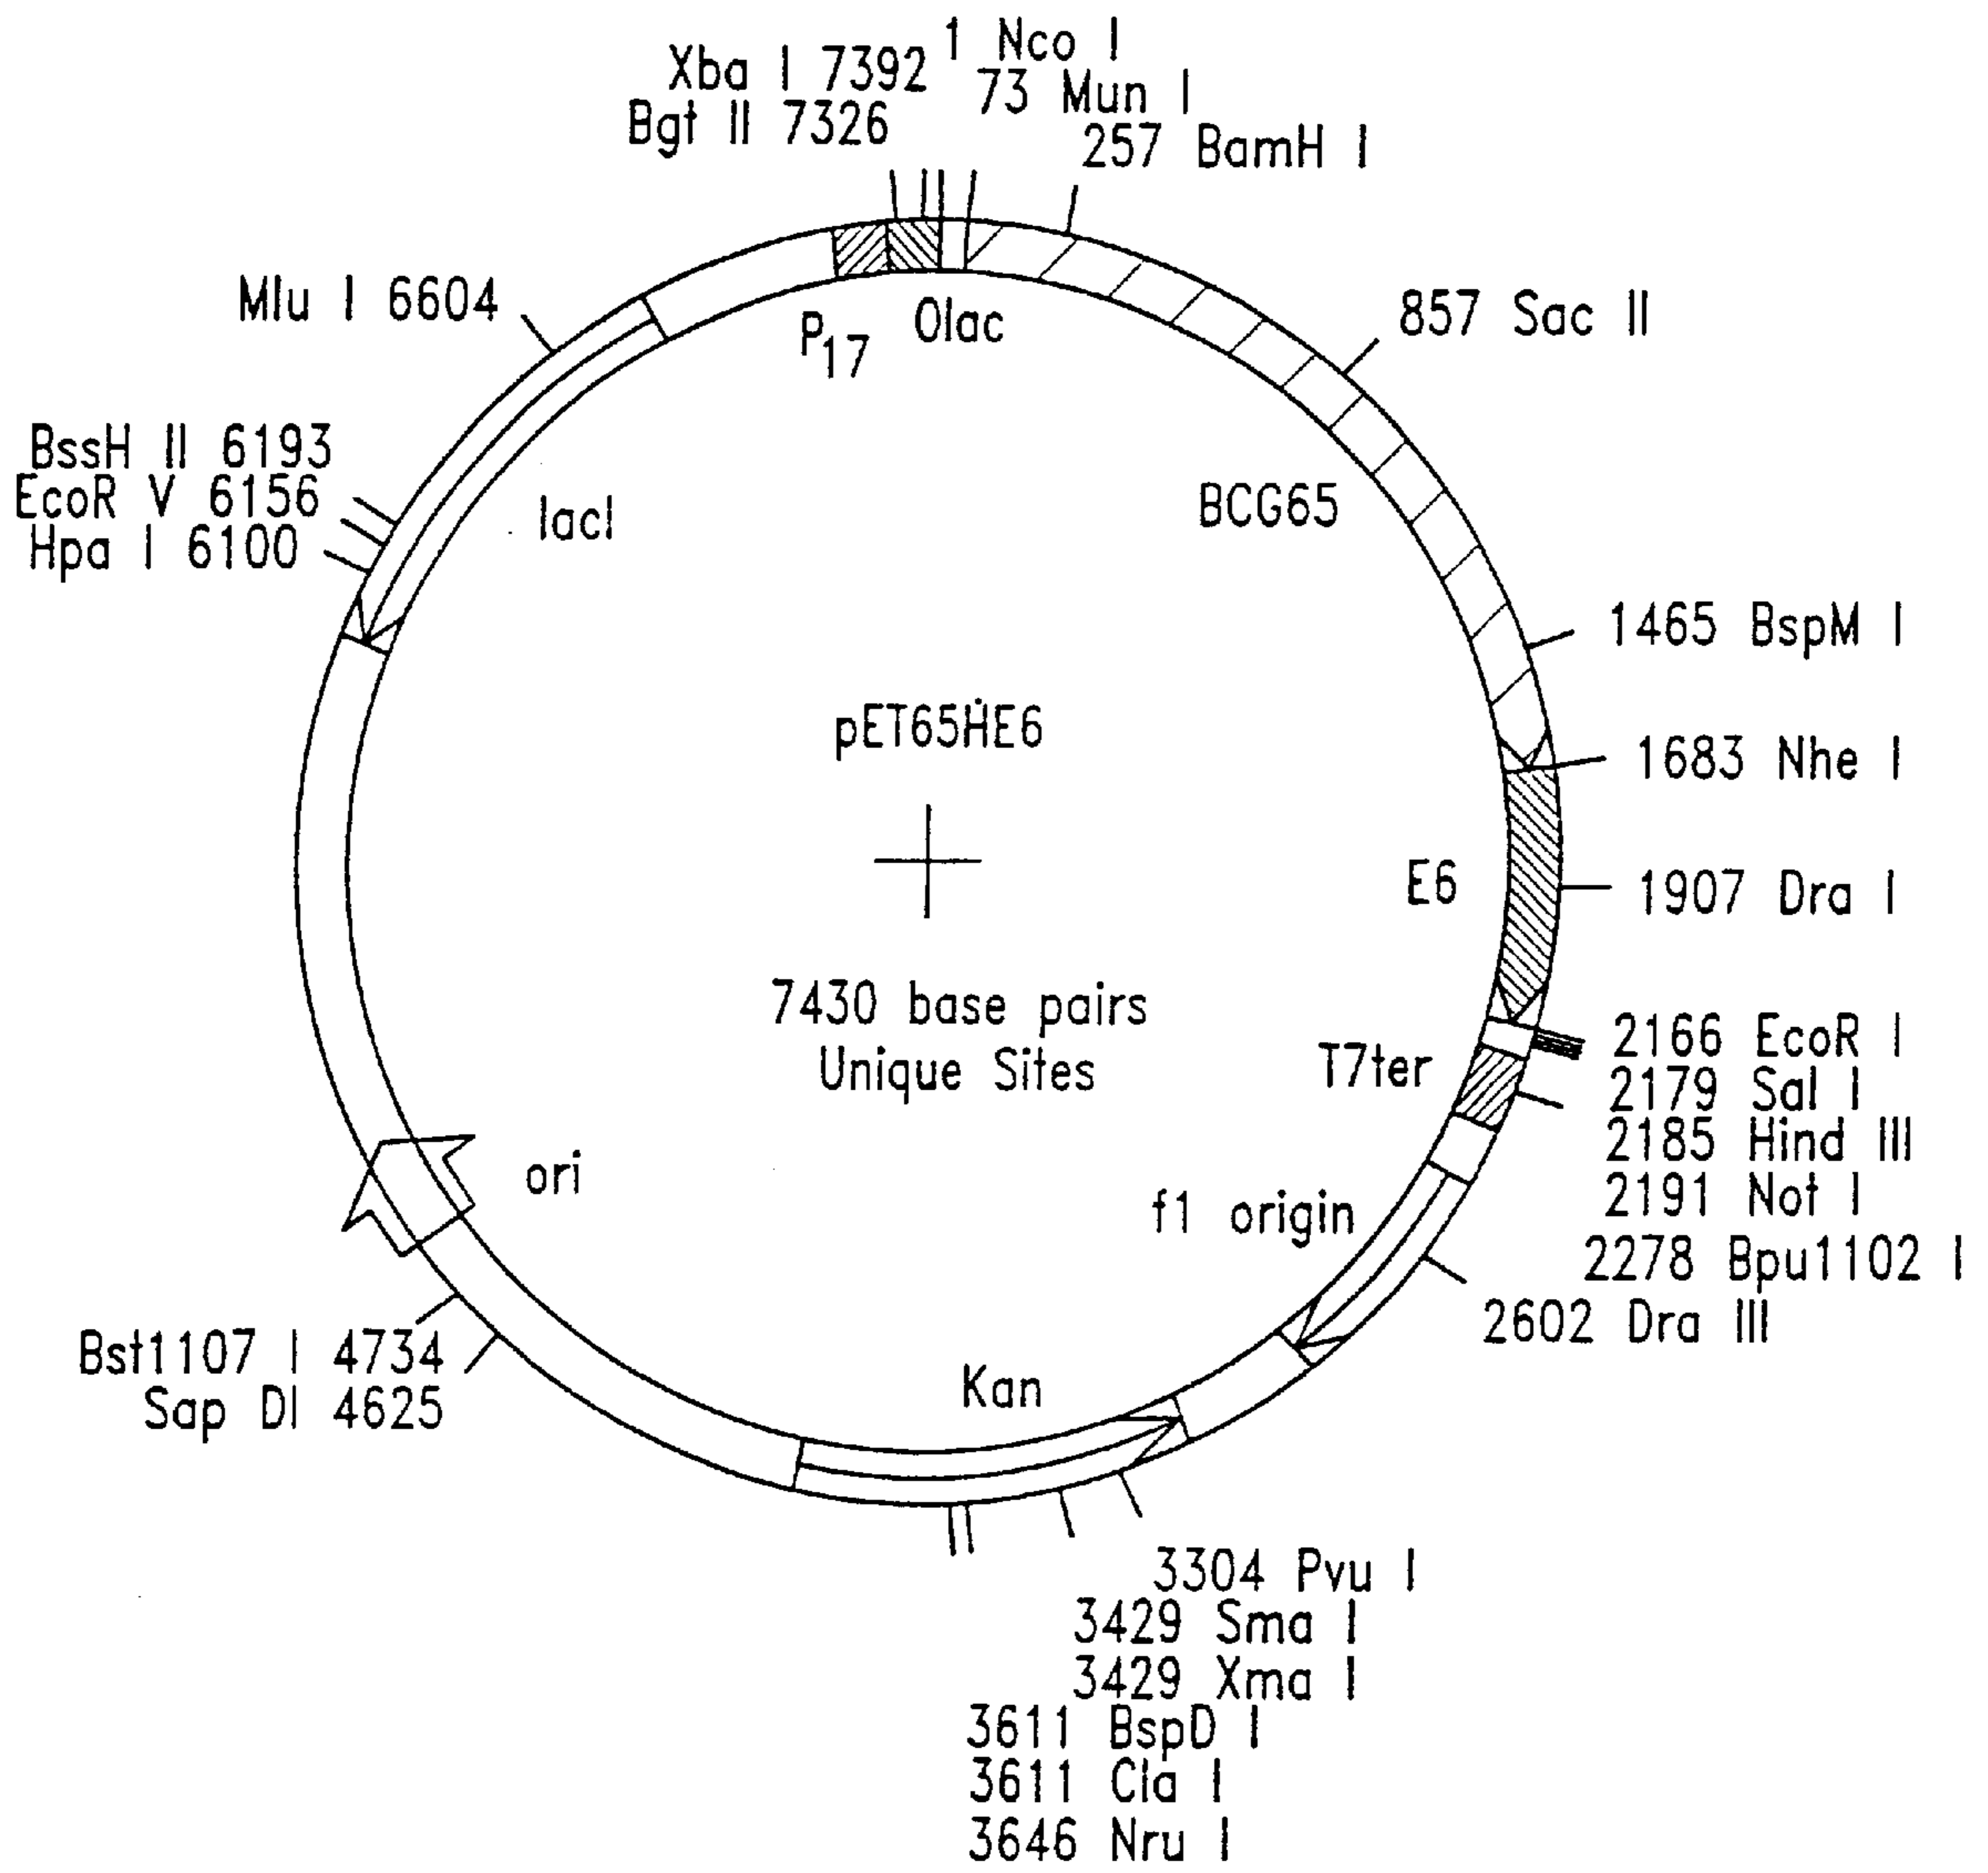 1 Nco I
Xba I 7392
73 Mun I
Bgt II 7326
257 BamH I
Mlu I 6604
857 Sac II
P17
Olac
BssH II 6193
EcoR V 6156
Hpa I 6100
lacI
BCG65
1465 BspM I
pET65HE6
1683 Nhe I
E6
1907 Dra I
7430 base pairs
Unique Sites
T7ter
2166 EcoR I
2179 Sal I
2185 Hind III
2191 Not I
2278 Bpu1102 I
2602 Dra III
ori
f1 origin
Bst1107 I 4734
Sap DI 4625
Kan
3304 Pvu I
3429 Sma I
3429 Xma I
3611 BspD I
3611 Cla I
3646 Nru I